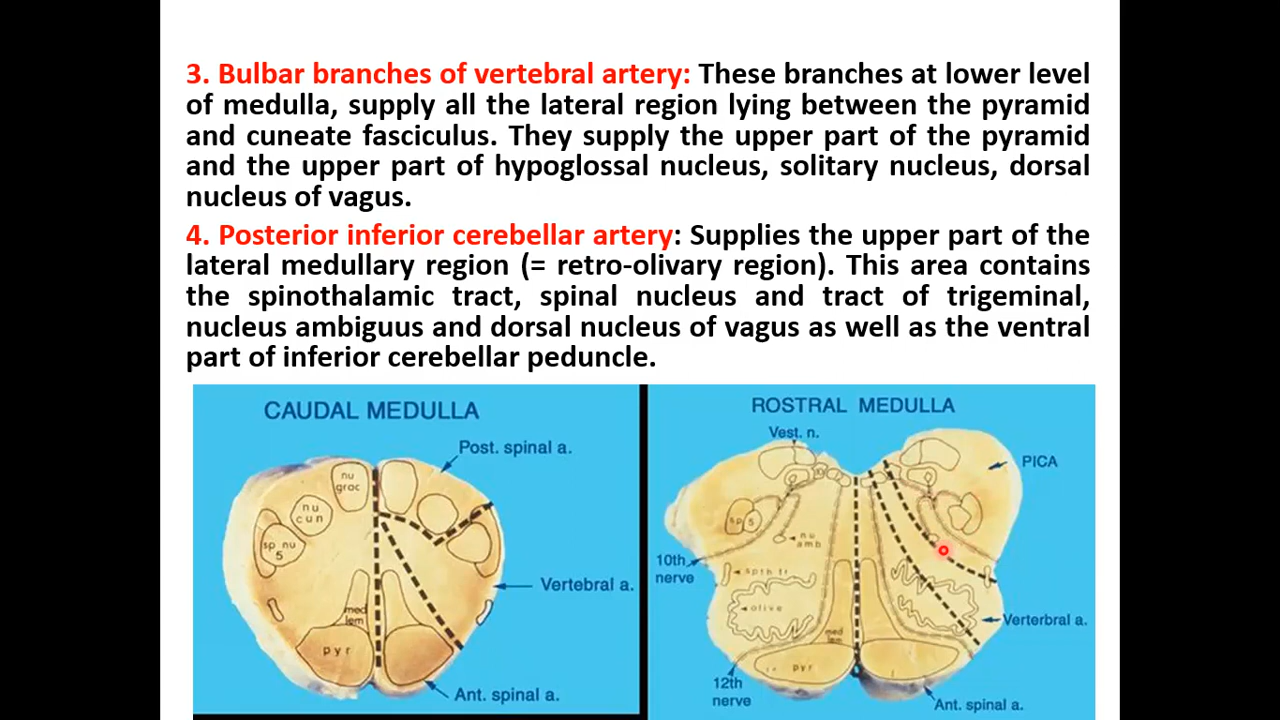 3. Bulbar branches of vertebral artery: These branches at lower level
of medulla, supply all the lateral region lying between the pyramid
and cuneate fasciculus. They supply the upper part of the pyramid
and the upper part of hypoglossal nucleus, solitary nucleus, dorsal
nucleus of vagus.
4. Posterior inferior cerebellar artery: Supplies the upper part of the
lateral medullary region (= retro-olivary region). This area contains
the spinothalamic tract, spinal nucleus and tract of trigeminal,
nucleus ambiguus and dorsal nucleus of vagus as well as the ventral
part of inferior cerebellar peduncle.
CAUDAL MEDULLA
Post. spinal a.
nu
groc
nu
cun
sp nu
5
Vertebral a.
med
lem
pyr
Ant. spinal a.
ROSTRAL MEDULLA
Vest. n.
PICA
sp 5
nu
amb
10th
nerve
spth tr
olive
Verterbral a.
med
lem
pyr
12th
nerve
Ant. spinal a.